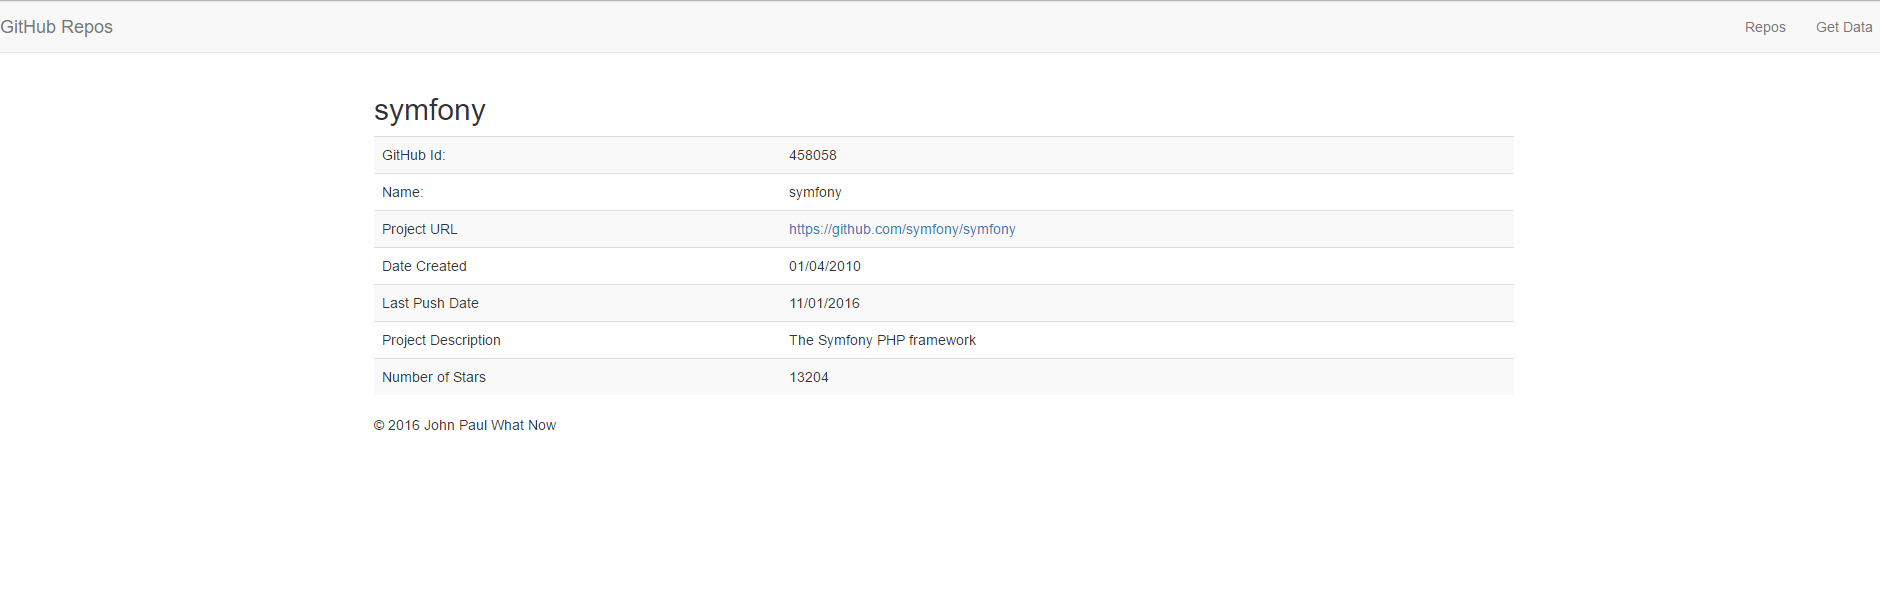 GitHub Repos Repos Get Data
symfony
GitHub Id: 458058
Name: symfony
Project URL https://github.com/symfony/symfony
Date Created 01/04/2010
Last Push Date 11/01/2016
Project Description The Symfony PHP framework
Number of Stars 13204
© 2016 John Paul What Now